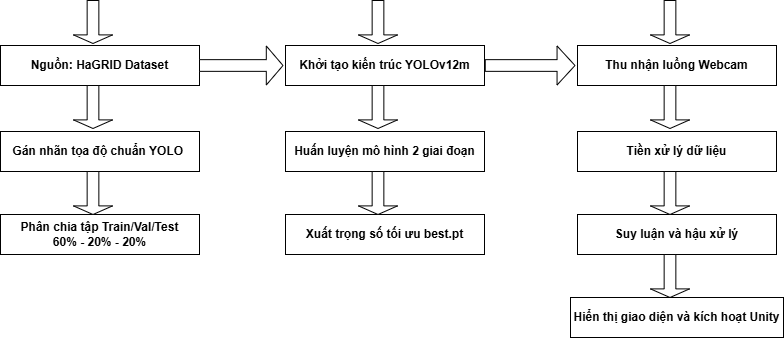 Nguồn: HaGRID Dataset
Khởi tạo kiến trúc YOLOv12m
Thu nhận luồng Webcam
Gán nhãn tọa độ chuẩn YOLO
Huấn luyện mô hình 2 giai đoạn
Tiền xử lý dữ liệu
Phân chia tập Train/Val/Test
60% - 20% - 20%
Xuất trọng số tối ưu best.pt
Suy luận và hậu xử lý
Hiển thị giao diện và kích hoạt Unity